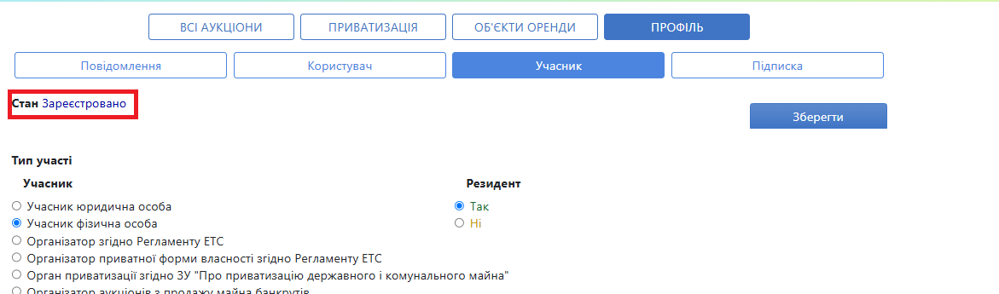 ВСІ АУКЦІОНИ ПРИВАТИЗАЦІЯ ОБ'ЄКТИ ОРЕНДИ ПРОФІЛЬ
Повідомлення Користувач Учасник Підписка
Стан Зареєстровано
Зберегти
Тип участі
Учасник Резидент
Учасник юридична особа Так
Учасник фізична особа Ні
Організатор згідно Регламенту ЕТС
Організатор приватної форми власності згідно Регламенту ЕТС
Орган приватизації згідно ЗУ "Про приватизацію державного і комунального майна"
Організатор аукціонів з продажу майна банкрутів